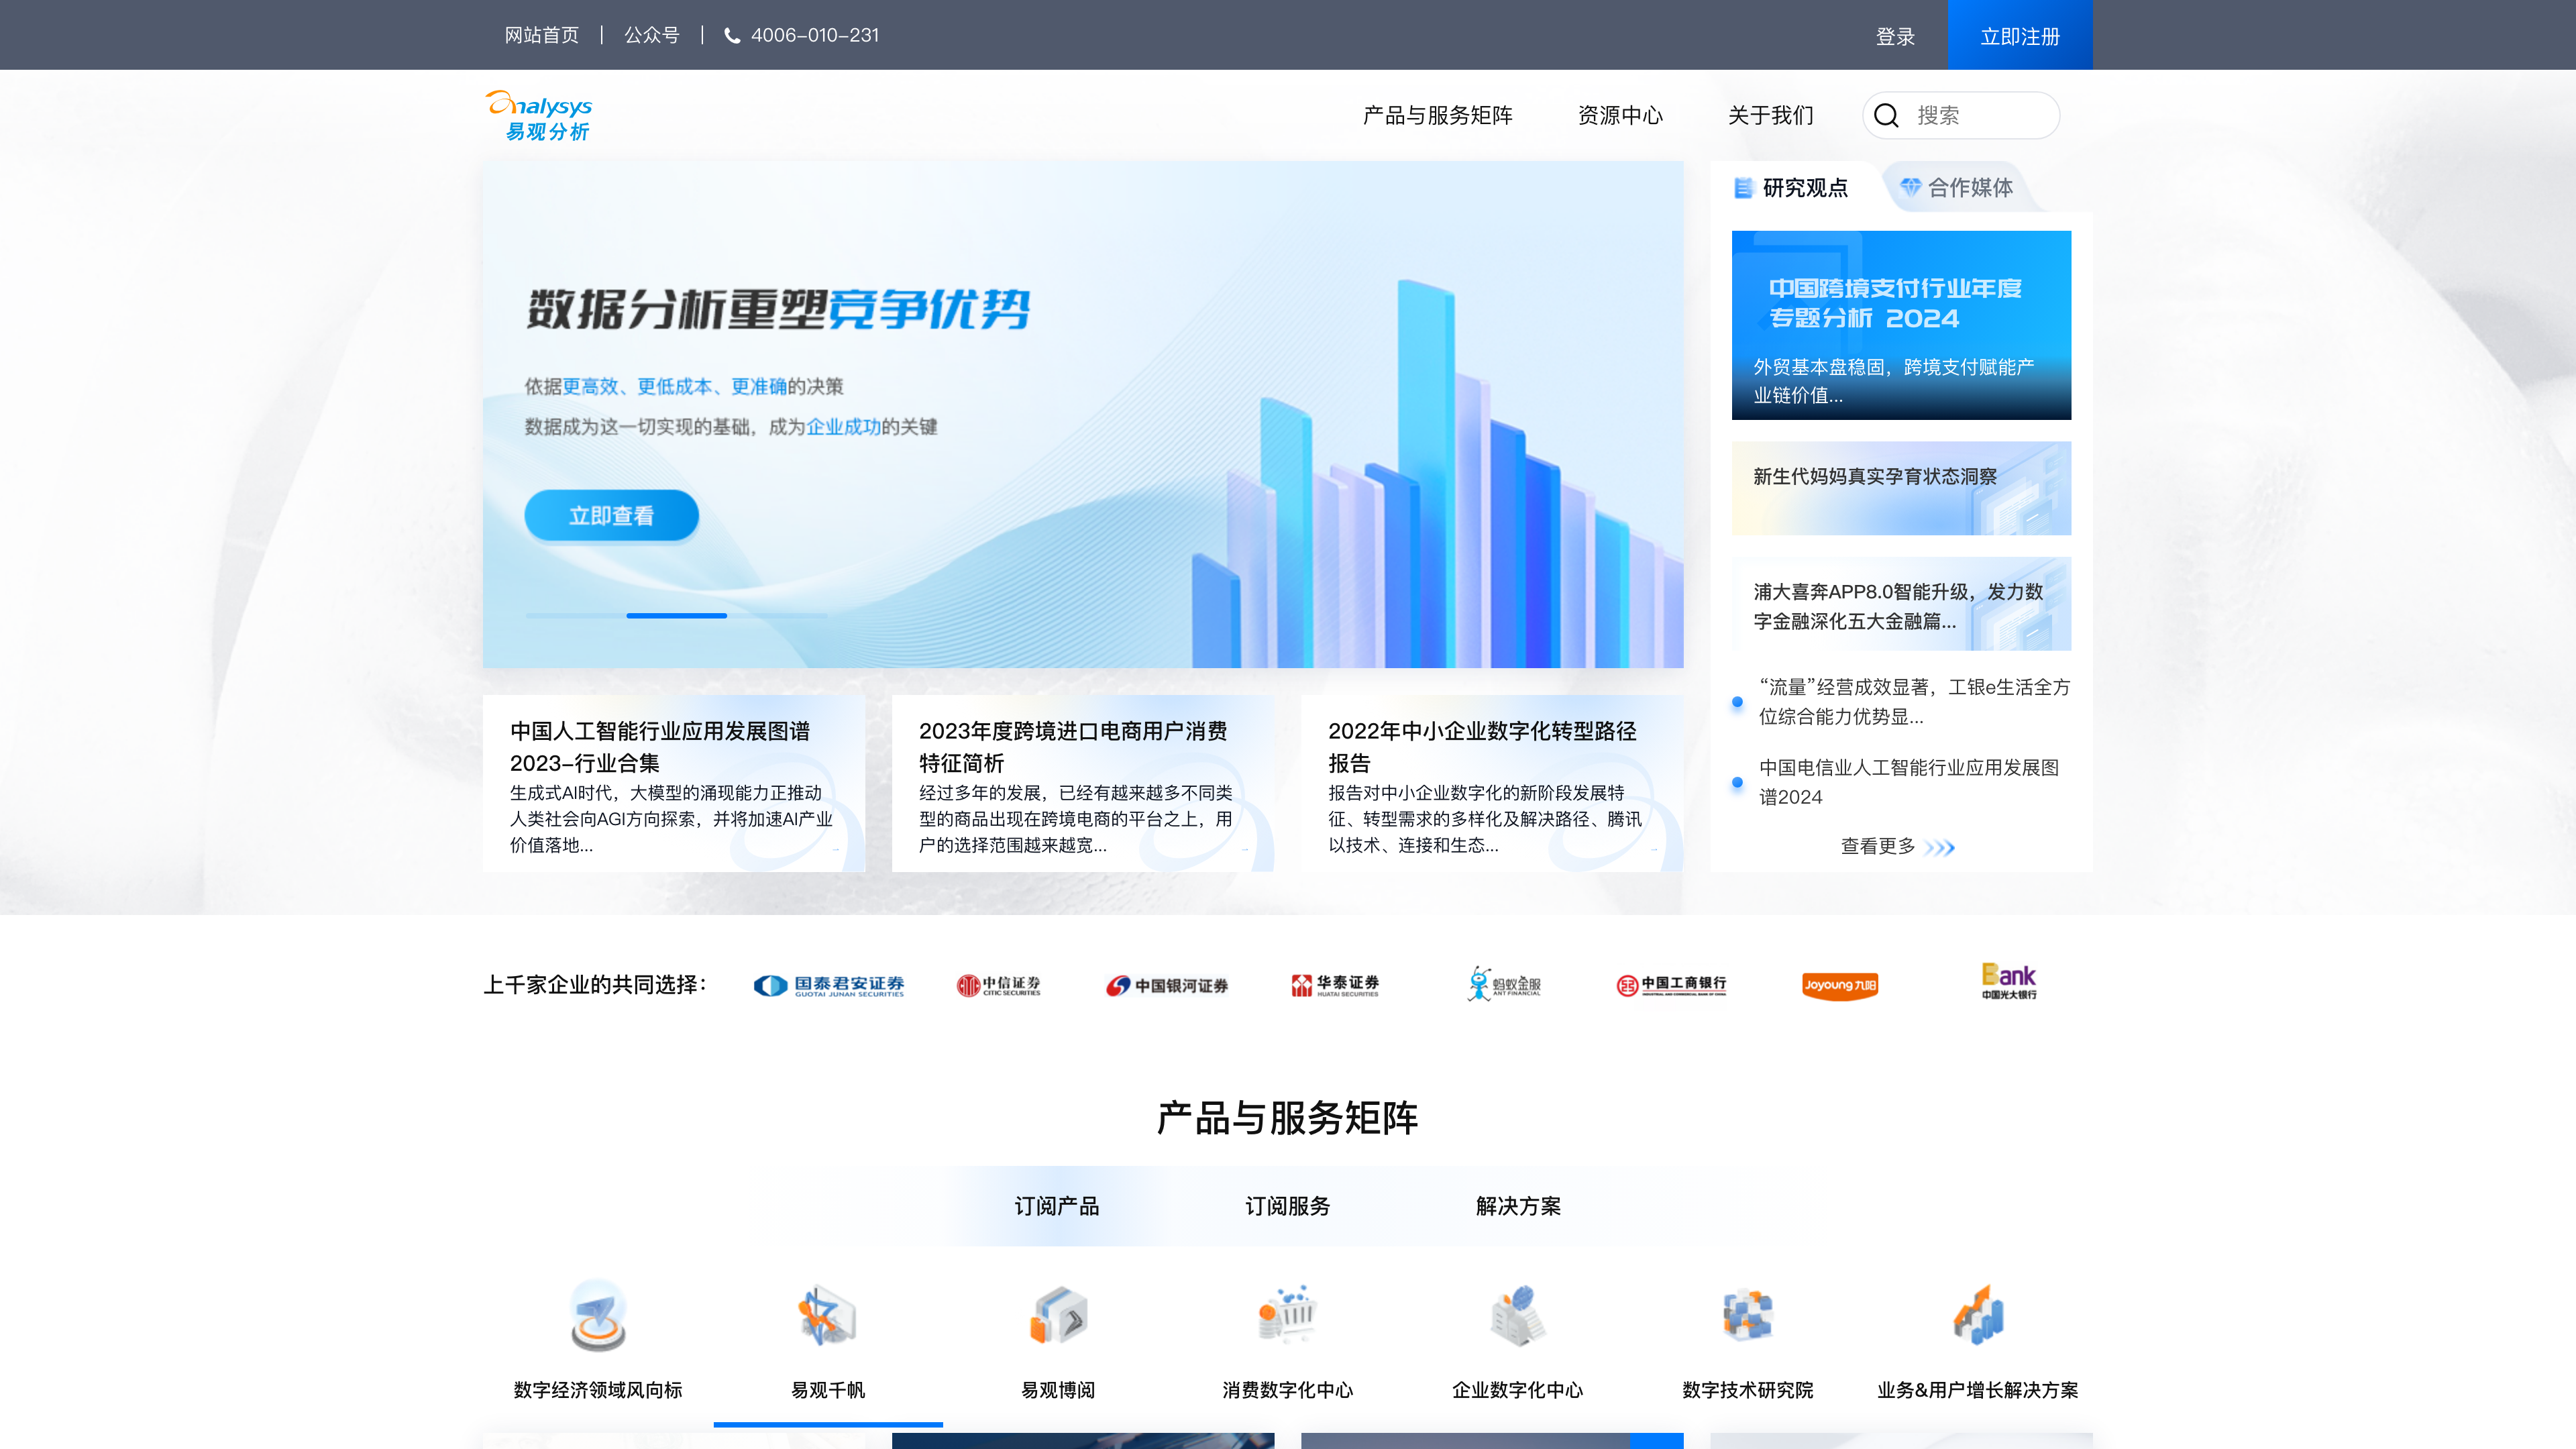 网站首页
公众号
4006-010-231
登录
立即注册
analysys
易观分析
产品与服务矩阵
资源中心
关于我们
搜索
数据分析重塑竞争优势
依据更高效、更低成本、更准确的决策
数据成为这一切实现的基础，成为企业成功的关键
立即查看
研究观点
合作媒体
中国跨境支付行业年度
专题分析 2024
外贸基本盘稳固，跨境支付赋能产
业链价值...
新生代妈妈真实孕育状态洞察
浦大喜奔APP8.0智能升级，发力数
字金融深化五大金融篇...
“流量”经营成效显著，工银e生活全方
位综合能力优势显...
中国电信业人工智能行业应用发展图
谱2024
查看更多
中国人工智能行业应用发展图谱
2023-行业合集
生成式AI时代，大模型的涌现能力正推动
人类社会向AGI方向探索，并将加速AI产业
价值落地...
2023年度跨境进口电商用户消费
特征简析
经过多年的发展，已经有越来越多不同类
型的商品出现在跨境电商的平台之上，用
户的选择范围越来越宽...
2022年中小企业数字化转型路径
报告
报告对中小企业数字化的新阶段发展特
征、转型需求的多样化及解决路径、腾讯
以技术、连接和生态...
上千家企业的共同选择：
国泰君安证券
GUOTAI JUNAN SECURITIES
中信证券
CITIC SECURITIES
中国银河证券
华泰证券
HUATAI SECURITIES
蚂蚁金服
ANT FINANCIAL
中国工商银行
INDUSTRIAL AND COMMERCIAL BANK OF CHINA
Joyoung 九阳
Bank
中国光大银行
产品与服务矩阵
订阅产品
订阅服务
解决方案
数字经济领域风向标
易观千帆
易观博阅
消费数字化中心
企业数字化中心
数字技术研究院
业务&用户增长解决方案